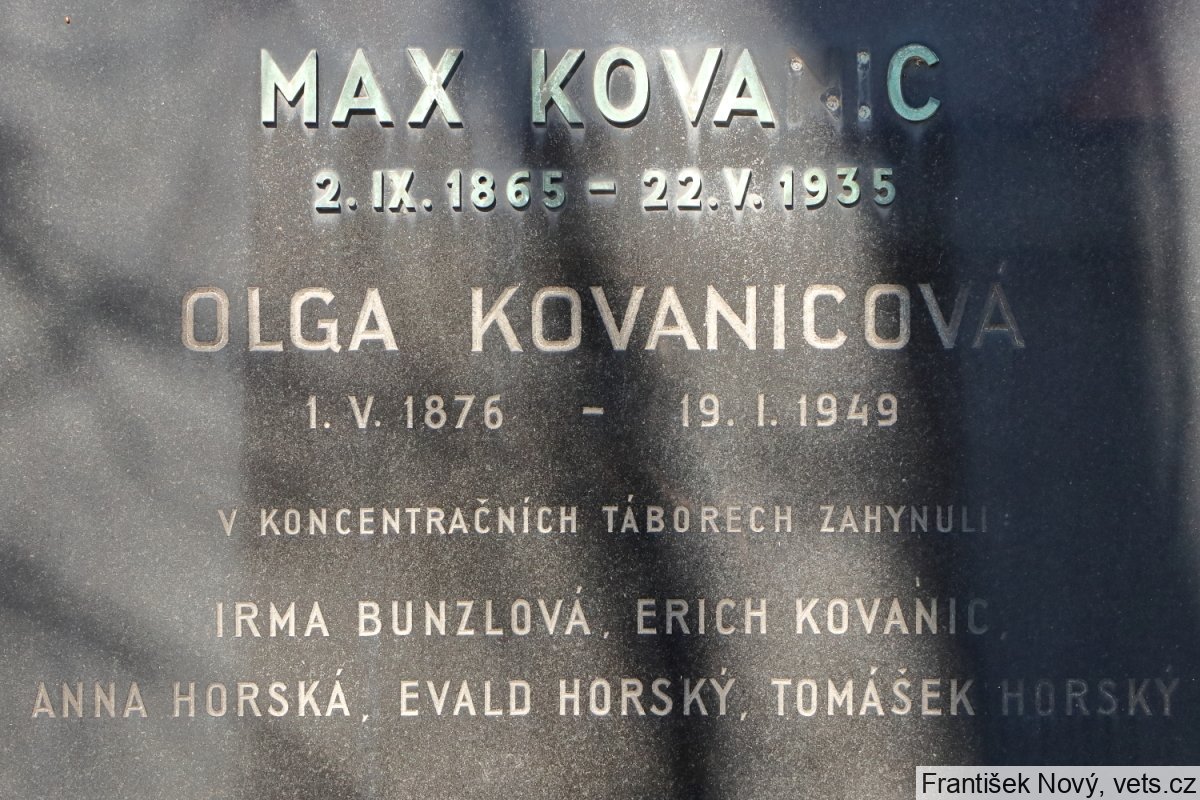 MAX KOVANIC
2. IX. 1865 – 22. V. 1935
OLGA KOVANICOVÁ
1. V. 1876 – 19. I. 1949
V KONCENTRAČNÍCH TÁBORECH ZAHYNULI:
IRMA BUNZLOVÁ, ERICH KOVANIC,
ANNA HORSKÁ, EVALD HORSKÝ, TOMÁŠEK HORSKÝ
František Nový, vets.cz